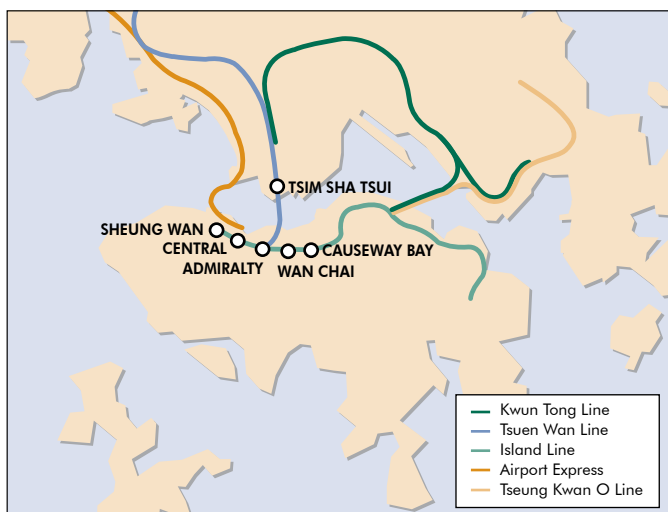 TSIM SHA TSUI
SHEUNG WAN
CENTRAL
ADMIRALTY
WAN CHAI
CAUSEWAY BAY
Kwun Tong Line
Tsuen Wan Line
Island Line
Airport Express
Tseung Kwan O Line